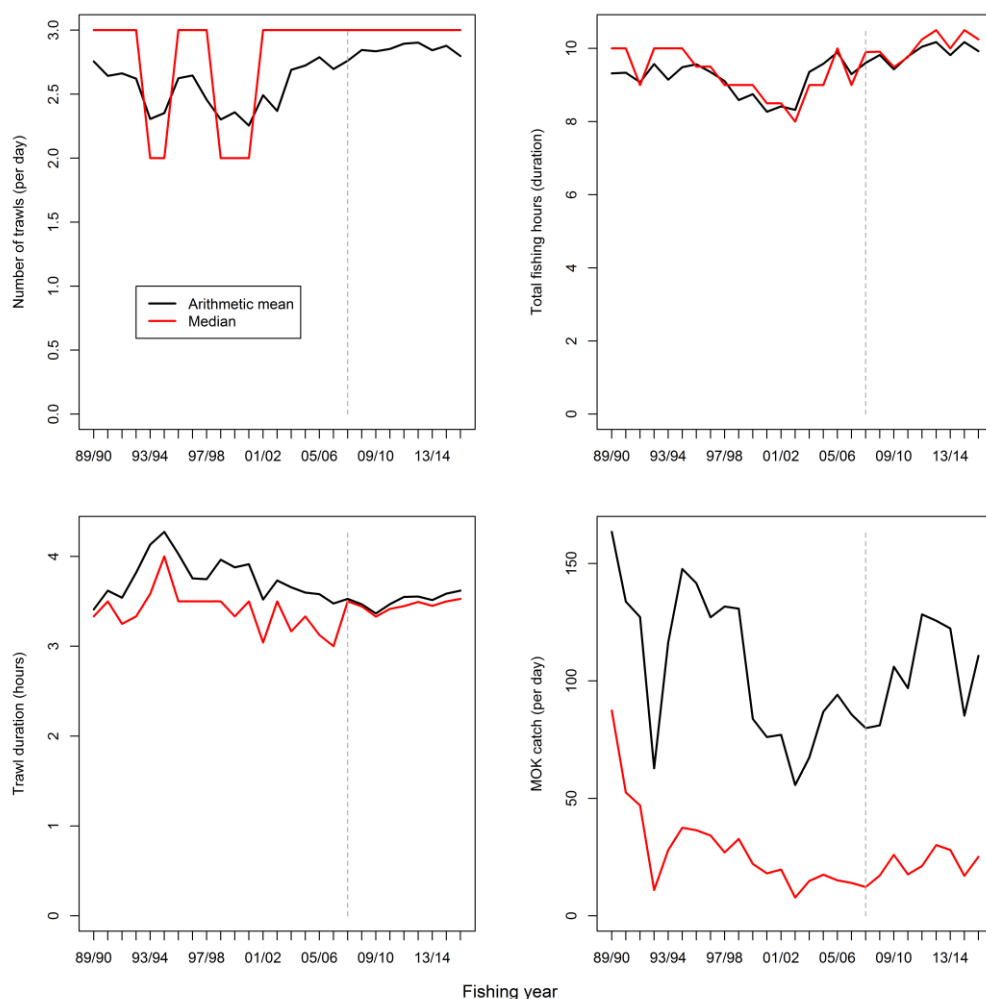 Number of trawls (per day)
3.0
2.5
2.0
1.5
1.0
0.5
0.0
Arithmetic mean
Median
89/90 93/94 97/98 01/02 05/06 09/10 13/14
Total fishing hours (duration)
10
8
6
4
2
0
89/90 93/94 97/98 01/02 05/06 09/10 13/14
Trawl duration (hours)
4
3
2
1
0
89/90 93/94 97/98 01/02 05/06 09/10 13/14
MOK catch (per day)
150
100
50
0
89/90 93/94 97/98 01/02 05/06 09/10 13/14
Fishing year